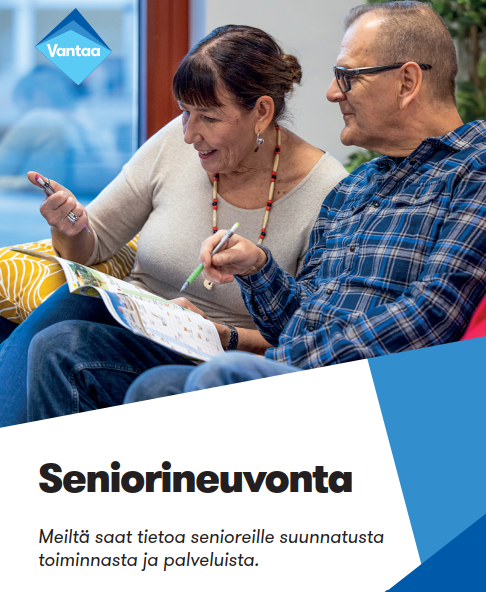 Vantaa
Seniorineuvonta
Meiltä saat tietoa senioreille suunnatusta
toiminnasta ja palveluista.